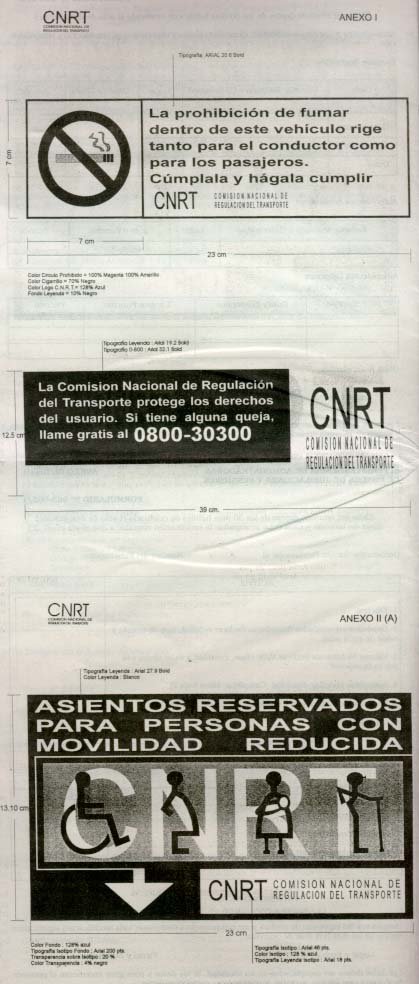 CNRT
COMISION NACIONAL DE
REGULACION DEL TRANSPORTE
ANEXO I
Tipografía: ARIAL 20.6 Bold
La prohibición de fumar
dentro de este vehículo rige
tanto para el conductor como
para los pasajeros.
Cúmplala y hágala cumplir
CNRT
COMISION NACIONAL DE
REGULACION DEL TRANSPORTE
7 cm
7 cm
23 cm
Color Circulo Prohibido = 100% Magenta 100% Amarillo
Color Cigarrillo = 70% Negro
Color Logo C.N.R.T.= 128% Azul
Fondo Leyenda = 10% Negro
Tipografía Leyenda : Arial 19.2 Bold
Tipografía 0-800 : Arial 33.1 Bold
La Comision Nacional de Regulación
del Transporte protege los derechos
del usuario. Si tiene alguna queja,
llame gratis al 0800-30300
CNRT
COMISION NACIONAL DE
REGULACION DEL TRANSPORTE
12.5 cm
39 cm.
CNRT
COMISION NACIONAL DE
REGULACION DEL TRANSPORTE
ANEXO II (A)
Tipografía Leyenda : Arial 27.9 Bold
Color Leyenda : Blanco
ASIENTOS RESERVADOS
PARA PERSONAS CON
MOVILIDAD REDUCIDA
CNRT
13.10 cm
CNRT
COMISION NACIONAL DE
REGULACION DEL TRANSPORTE
23 cm
Color Fondo : 128% azul
Tipografía Isotipo Fondo : Arial 200 pts.
Transparencia sobre Isotipo : 20 %
Color Transparencia : 4% negro
Tipografía Isotipo : Arial 46 pts.
Color Isotipo : 128 % azul
Tipografía Leyenda Isotipo : Arial 18 pts.